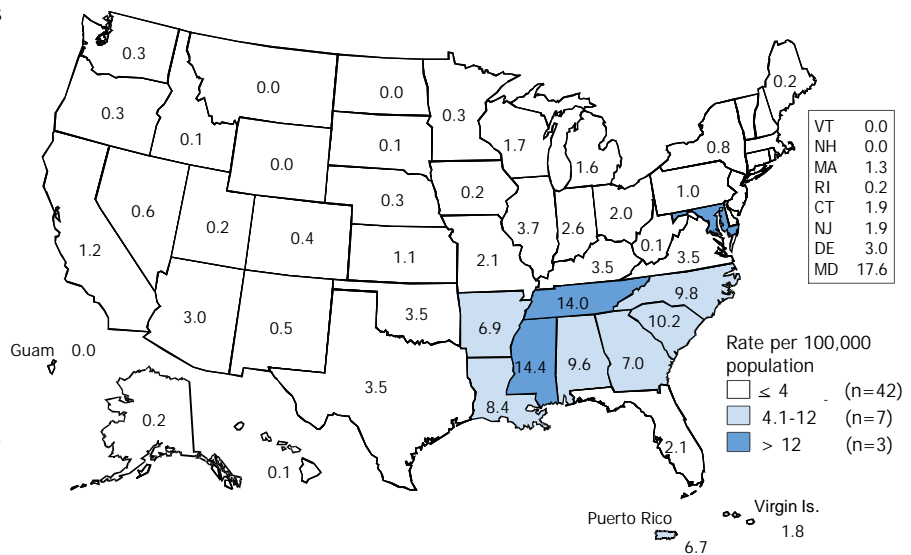 s
0.3
0.3
0.0
0.0
0.3
0.2
0.1
0.0
0.1
1.7
1.6
0.8
0.6
0.2
0.3
0.2
2.0
1.0
1.2
0.4
1.1
2.1
3.7
2.6
0.1
3.5
3.5
3.0
0.5
3.5
6.9
14.0
9.8
10.2
14.4
9.6
7.0
3.5
8.4
2.1
VT 0.0
NH 0.0
MA 1.3
RI 0.2
CT 1.9
NJ 1.9
DE 3.0
MD 17.6
Guam 0.0
0.2
0.1
Rate per 100,000
population
≤ 4 (n=42)
4.1-12 (n=7)
> 12 (n=3)
Puerto Rico
6.7
Virgin Is.
1.8